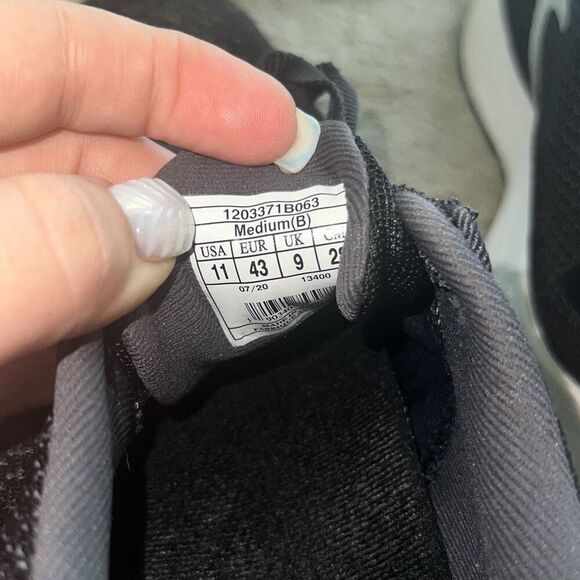 1203371B063
Medium(B)
USA EUR UK
11 43 9
07/20 13400